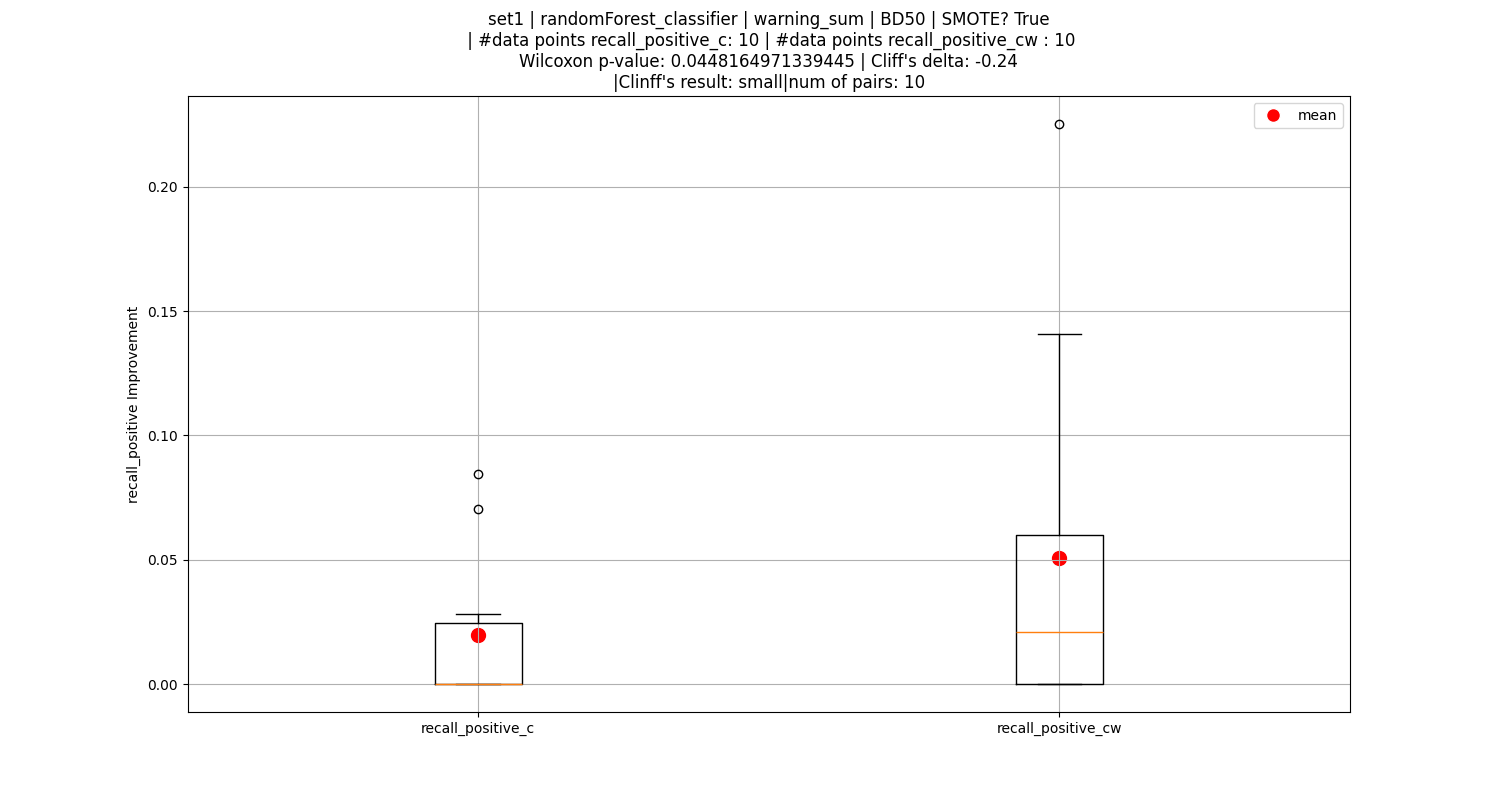 set1 | randomForest_classifier | warning_sum | BD50 | SMOTE? True
| #data points recall_positive_c: 10 | #data points recall_positive_cw : 10
Wilcoxon p-value: 0.0448164971339445 | Cliff's delta: -0.24
|Clinff's result: small|num of pairs: 10
mean
recall_positive Improvement
0.20
0.15
0.10
0.05
0.00
recall_positive_c
recall_positive_cw